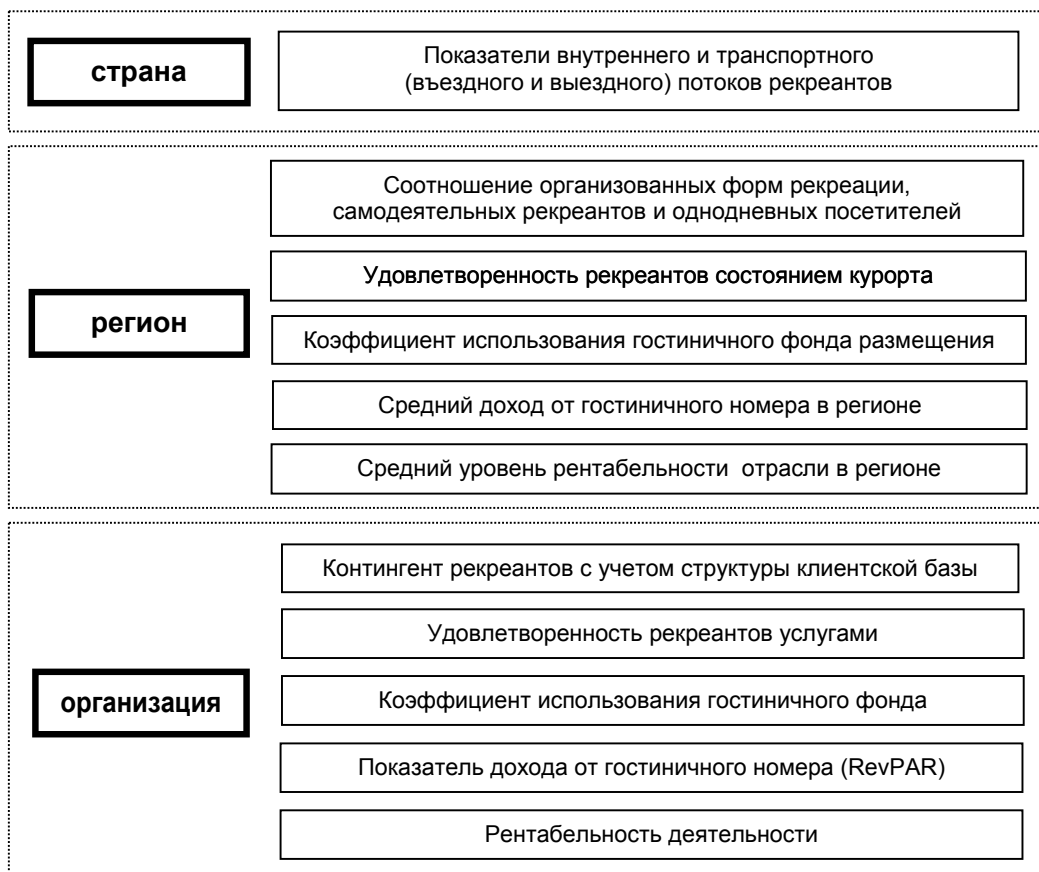 страна
Показатели внутреннего и транспортного
(въездного и выездного) потоков рекреантов
регион
Соотношение организованных форм рекреации,
самодеятельных рекреантов и однодневных посетителей
Удовлетворенность рекреантов состоянием курорта
Коэффициент использования гостиничного фонда размещения
Средний доход от гостиничного номера в регионе
Средний уровень рентабельности отрасли в регионе
организация
Контингент рекреантов с учетом структуры клиентской базы
Удовлетворенность рекреантов услугами
Коэффициент использования гостиничного фонда
Показатель дохода от гостиничного номера (RevPAR)
Рентабельность деятельности